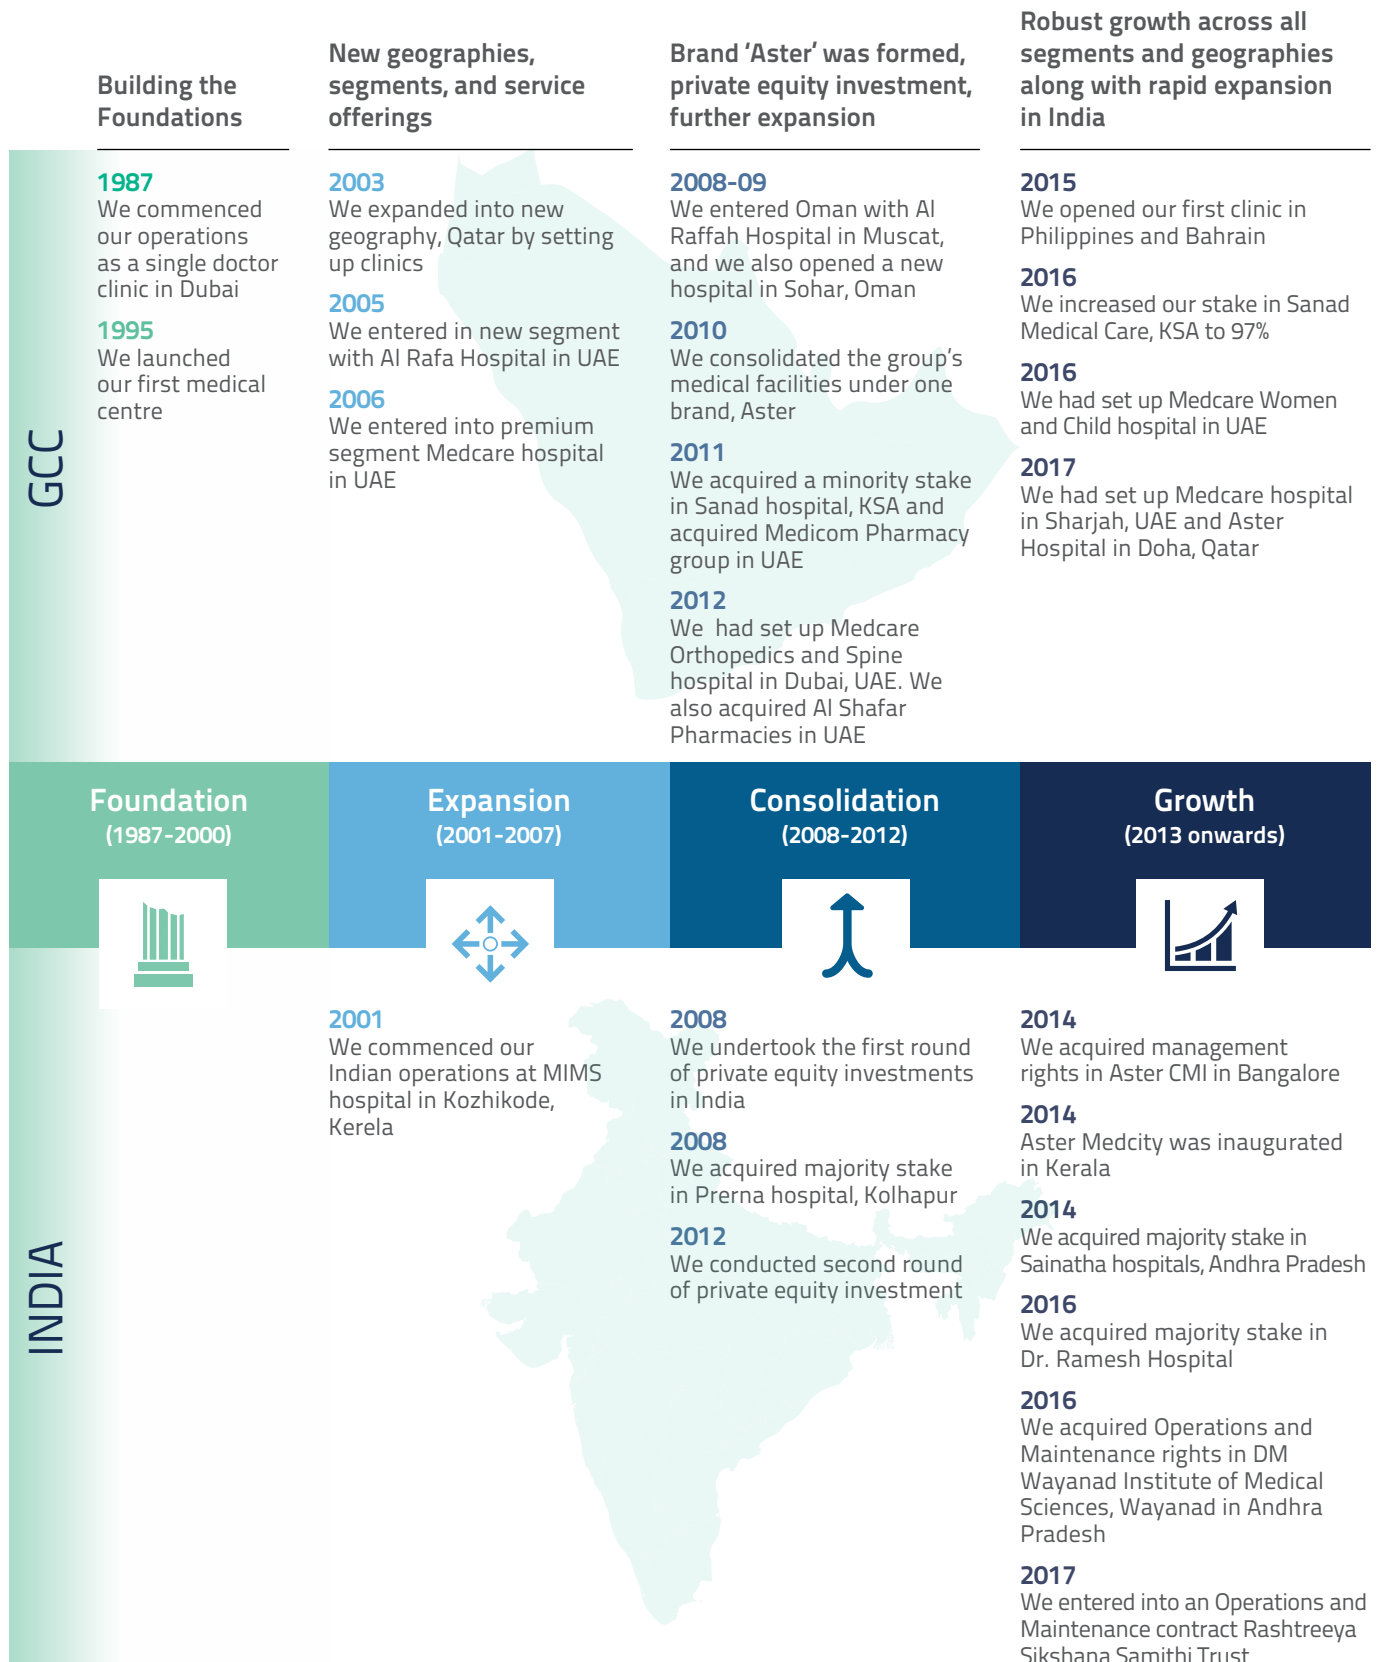 Building the
Foundations
New geographies,
segments, and service
offerings
Brand ‘Aster’ was formed,
private equity investment,
further expansion
Robust growth across all
segments and geographies
along with rapid expansion
in India
GCC
1987
We commenced
our operations
as a single doctor
clinic in Dubai
1995
We launched
our first medical
centre
2003
We expanded into new
geography, Qatar by setting
up clinics
2005
We entered in new segment
with Al Rafa Hospital in UAE
2006
We entered into premium
segment Medcare hospital
in UAE
2008-09
We entered Oman with Al
Raffah Hospital in Muscat,
and we also opened a new
hospital in Sohar, Oman
2010
We consolidated the group’s
medical facilities under one
brand, Aster
2011
We acquired a minority stake
in Sanad hospital, KSA and
acquired Medicom Pharmacy
group in UAE
2012
We had set up Medcare
Orthopedics and Spine
hospital in Dubai, UAE. We
also acquired Al Shafar
Pharmacies in UAE
2015
We opened our first clinic in
Philippines and Bahrain
2016
We increased our stake in Sanad
Medical Care, KSA to 97%
2016
We had set up Medcare Women
and Child hospital in UAE
2017
We had set up Medcare hospital
in Sharjah, UAE and Aster
Hospital in Doha, Qatar
Foundation
(1987-2000)
Expansion
(2001-2007)
Consolidation
(2008-2012)
Growth
(2013 onwards)
INDIA
2001
We commenced our
Indian operations at MIMS
hospital in Kozhikode,
Kerela
2008
We undertook the first round
of private equity investments
in India
2008
We acquired majority stake
in Prerna hospital, Kolhapur
2012
We conducted second round
of private equity investment
2014
We acquired management
rights in Aster CMI in Bangalore
2014
Aster Medcity was inaugurated
in Kerala
2014
We acquired majority stake in
Sainatha hospitals, Andhra Pradesh
2016
We acquired majority stake in
Dr. Ramesh Hospital
2016
We acquired Operations and
Maintenance rights in DM
Wayanad Institute of Medical
Sciences, Wayanad in Andhra
Pradesh
2017
We entered into an Operations and
Maintenance contract Rashtreeya
Sikshana Samithi Trust